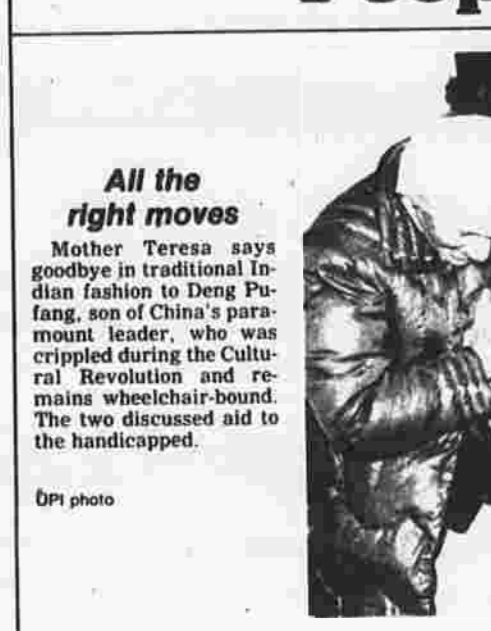 All the
right moves
Mother Teresa says
goodbye in traditional In-
dian fashion to Deng Pu-
fang, son of China's para-
mount leader, who was
crippled during the Cultu-
ral Revolution and re-
mains wheelchair-bound.
The two discussed aid to
the handicapped.
UPI photo